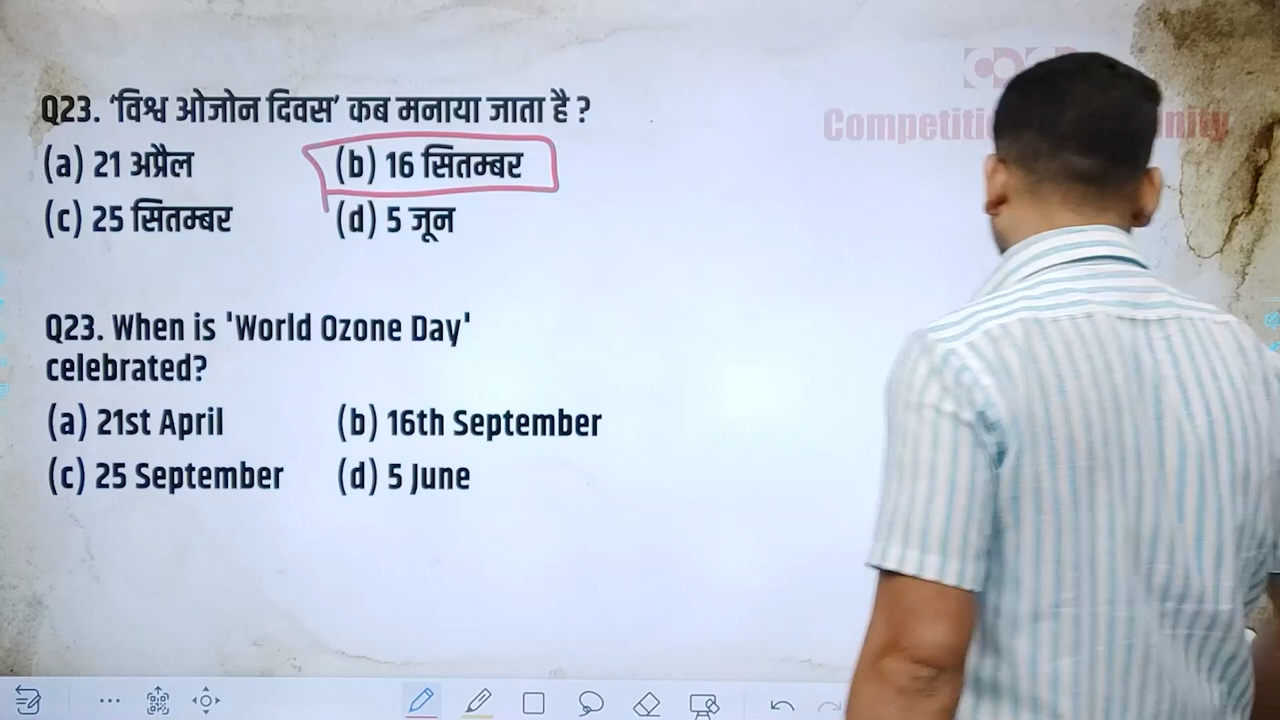 Q23. ‘विश्व ओजोन दिवस’ कब मनाया जाता है ?
(a) 21 अप्रैल (b) 16 सितम्बर
(c) 25 सितम्बर (d) 5 जून
Q23. When is 'World Ozone Day'
celebrated?
(a) 21st April (b) 16th September
(c) 25 September (d) 5 June